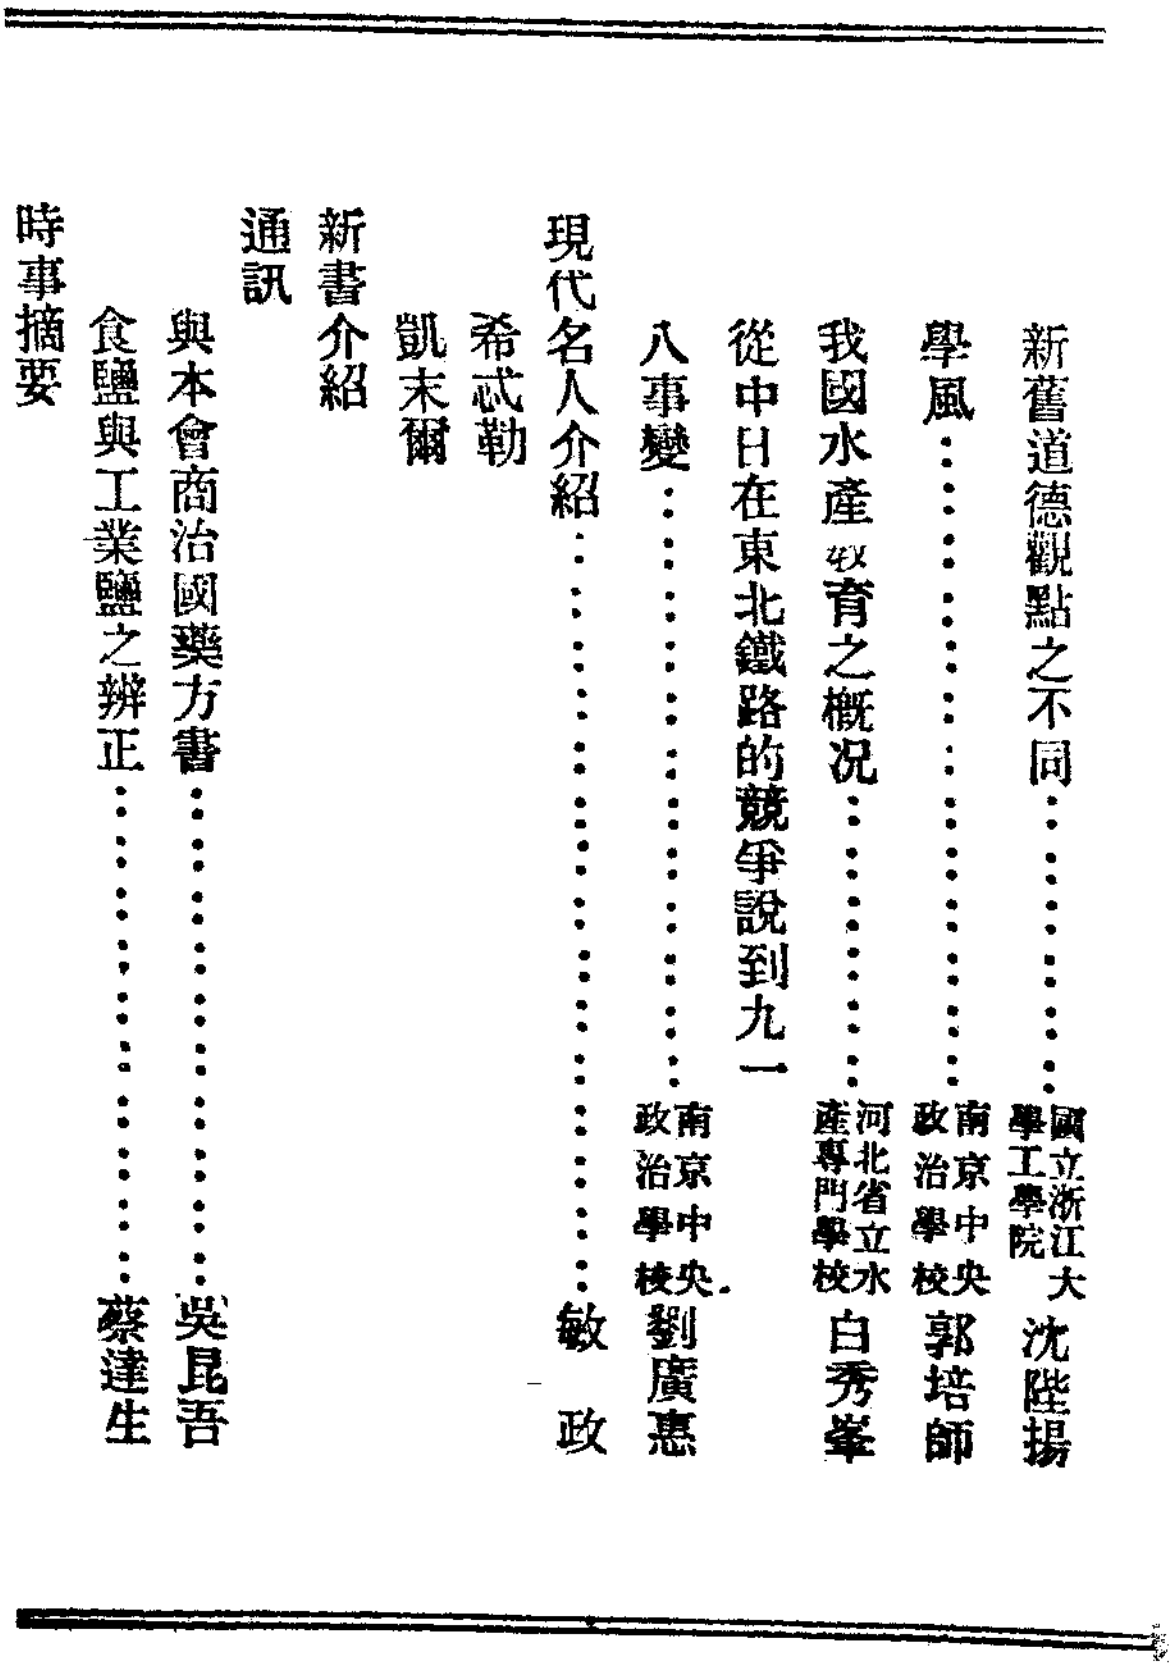 新舊道德觀點之不同……國立浙江大學工學院 沈陛揚
學風……南京中央政治學校 郭培師
我國水產教育之概况……河北省立水產專門學校 白秀峯
從中日在東北鐵路的競爭說到九一
八事變……南京中央政治學校 劉廣惠
現代名人介紹……敏 政
希忒勒
凱末爾
新書介紹
通訊
與本會商治國藥方書……吳昆吾
食鹽與工業鹽之辨正……蔡達生
時事摘要